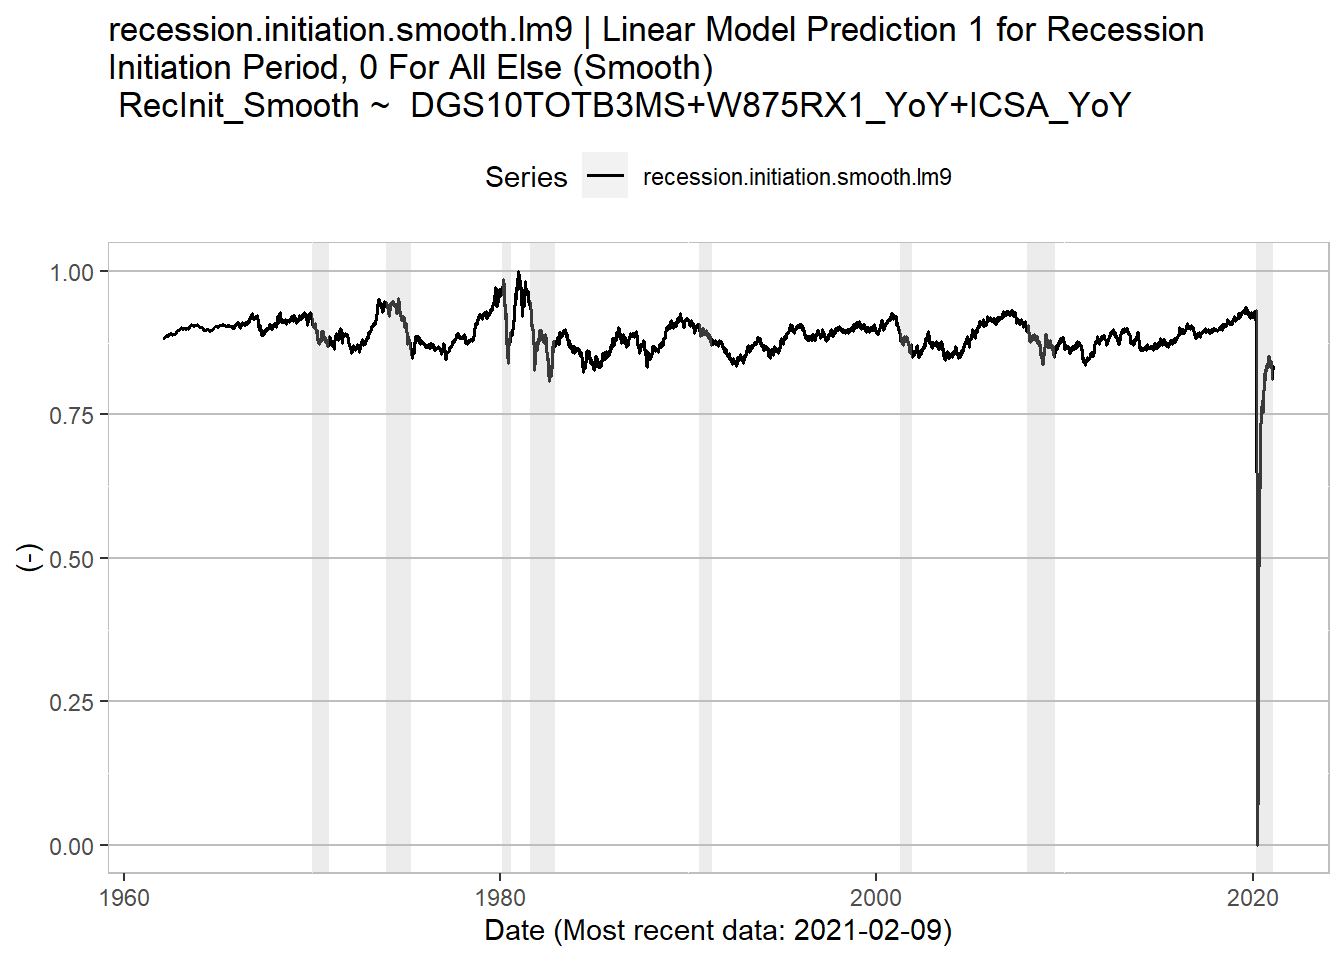 recession.initiation.smooth.lm9 | Linear Model Prediction 1 for Recession
Initiation Period, 0 For All Else (Smooth)
RecInit_Smooth ~  DGS10TOTB3MS+W875RX1_YoY+ICSA_YoY
Series recession.initiation.smooth.lm9
1.00
0.75
0.50
0.25
0.00
(-)
1960 1980 2000 2020
Date (Most recent data: 2021-02-09)